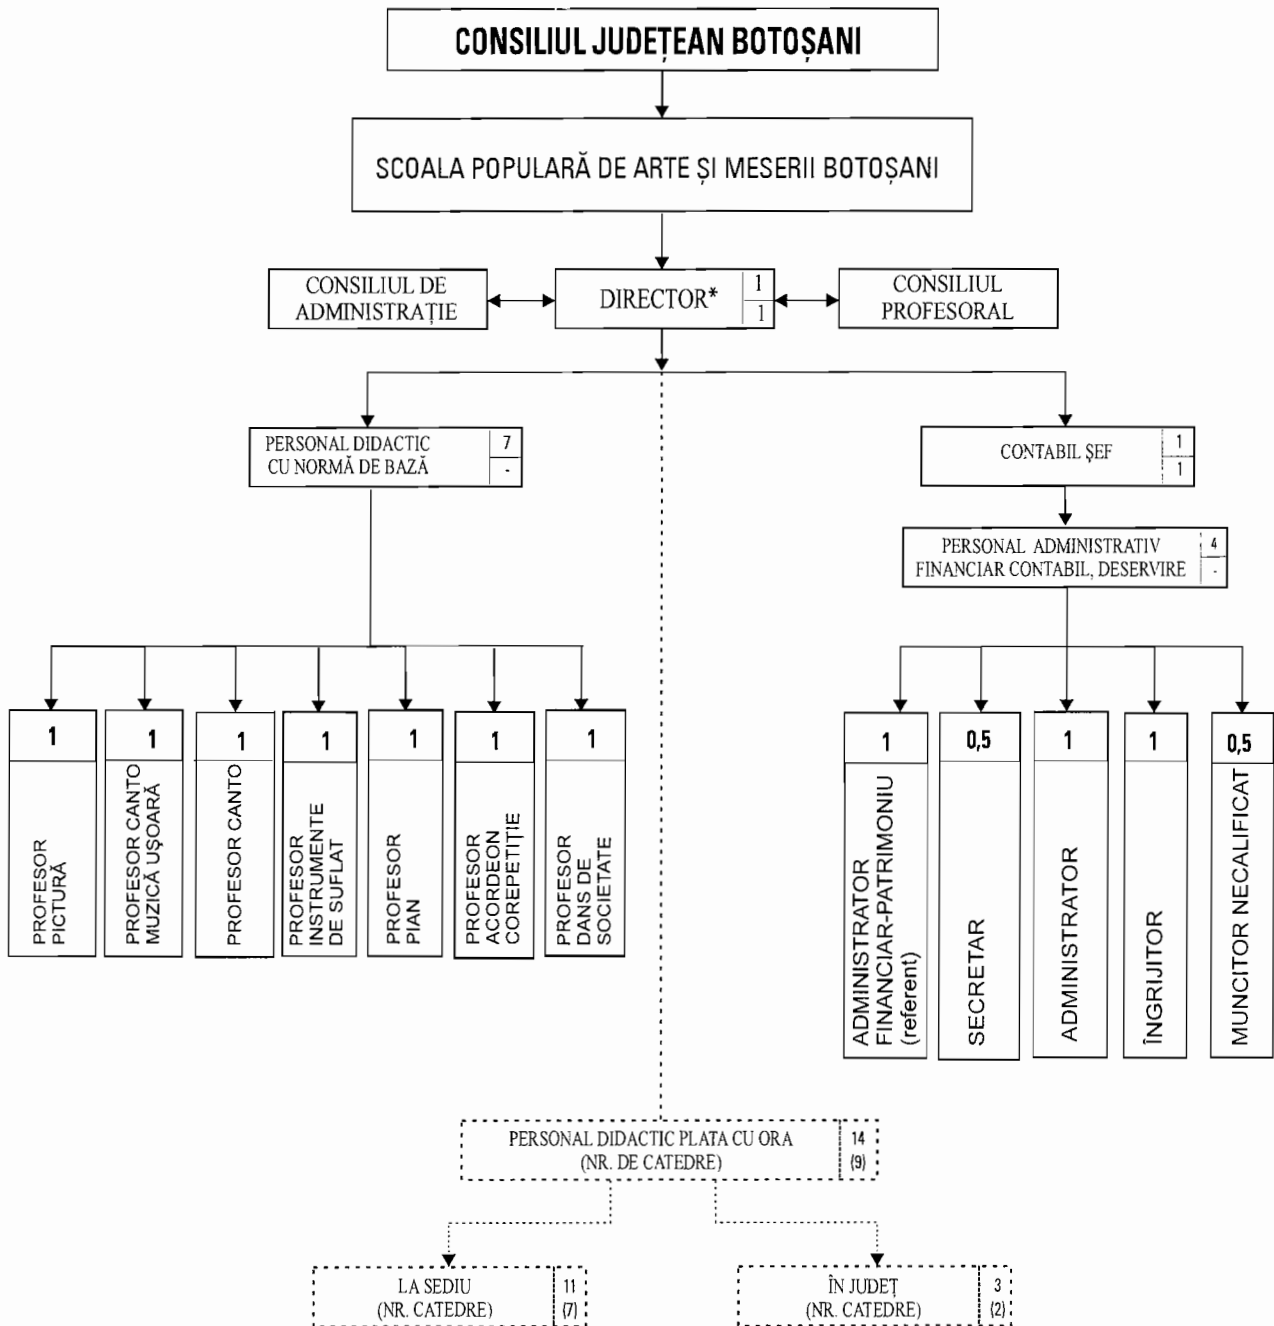 CONSILIUL JUDEȚEAN BOTOȘANI
SCOALA POPULARĂ DE ARTE ȘI MESERII BOTOȘANI
CONSILIUL DE
ADMINISTRAȚIE
DIRECTOR*
1
1
CONSILIUL
PROFESORAL
PERSONAL DIDACTIC
CU NORMĂ DE BAZĂ
7
-
CONTABIL ȘEF
1
1
PERSONAL ADMINISTRATIV
FINANCIAR CONTABIL, DESERVIRE
4
-
1
PROFESOR
PICTURĂ
1
PROFESOR CANTO
MUZICĂ UȘOARĂ
1
PROFESOR CANTO
1
PROFESOR
INSTRUMENTE
DE SUFLAT
1
PROFESOR
PIAN
1
PROFESOR
ACORDEON
COREPETIȚIE
1
PROFESOR
DANS DE
SOCIETATE
1
ADMINISTRATOR
FINANCIAR-PATRIMONIU
(referent)
0,5
SECRETAR
1
ADMINISTRATOR
1
ÎNGRIJITOR
0,5
MUNCITOR NECALIFICAT
PERSONAL DIDACTIC PLATA CU ORA
(NR. DE CATEDRE)
14
(9)
LA SEDIU
(NR. CATEDRE)
11
(7)
ÎN JUDEȚ
(NR. CATEDRE)
3
(2)